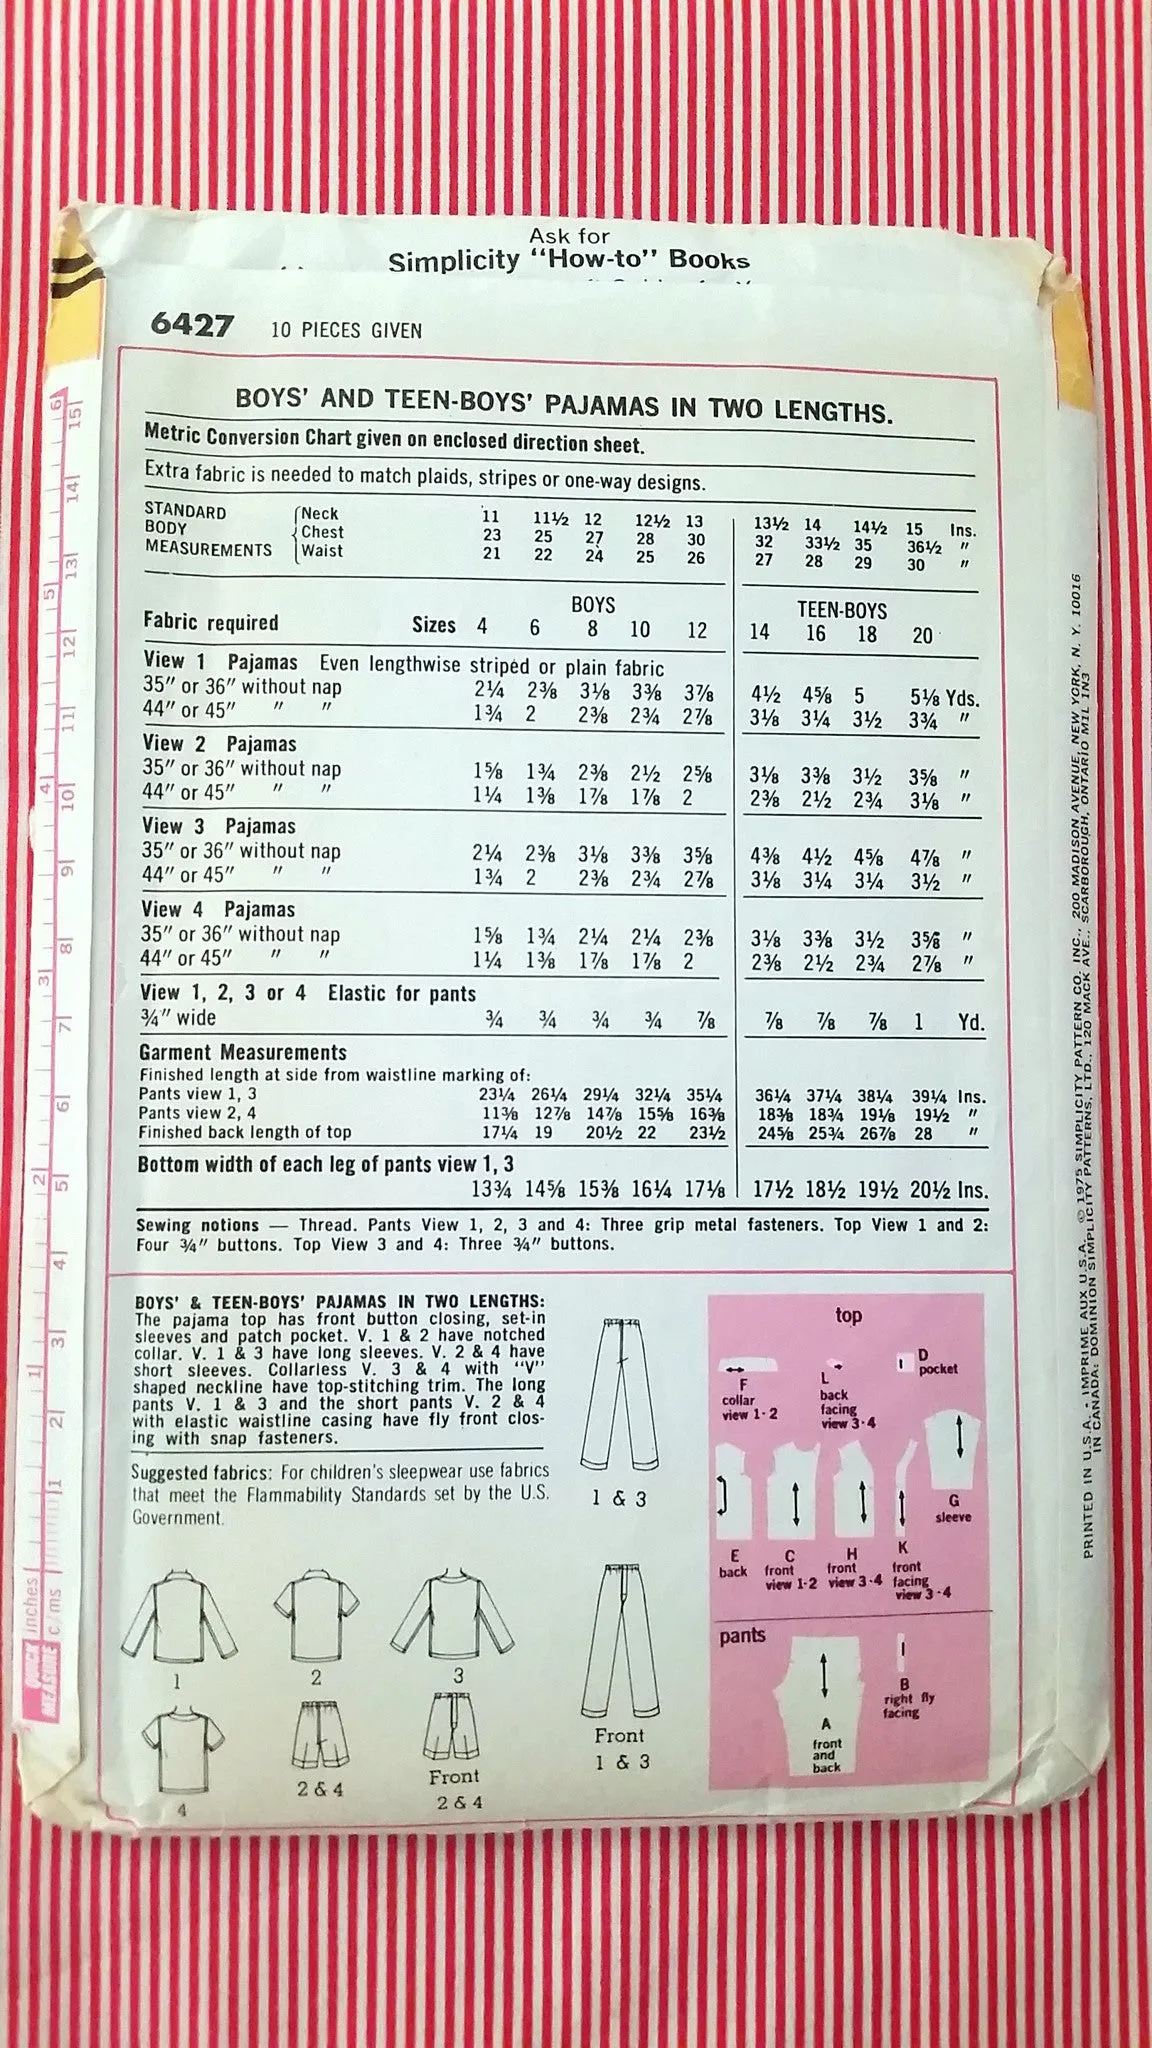 Ask for
Simplicity “How-to” Books
6427 10 PIECES GIVEN
BOYS’ AND TEEN-BOYS’ PAJAMAS IN TWO LENGTHS.
Metric Conversion Chart given on enclosed direction sheet.
Extra fabric is needed to match plaids, stripes or one-way designs.
STANDARD BODY MEASUREMENTS
Neck 11 11½ 12 12½ 13 13½ 14 14½ 15 Ins.
Chest 23 25 27 28 30 32 33½ 35 36½ ″
Waist 21 22 24 25 26 27 28 29 30 ″
BOYS TEEN-BOYS
Fabric required Sizes 4 6 8 10 12 14 16 18 20
View 1 Pajamas Even lengthwise striped or plain fabric
35″ or 36″ without nap 2¼ 2⅜ 3⅛ 3⅜ 3⅞ 4½ 4⅝ 5 5⅛ Yds.
44″ or 45″ ″ ″ 1¾ 2 2⅜ 2¾ 2⅞ 3⅛ 3¼ 3½ 3¾ ″
View 2 Pajamas
35″ or 36″ without nap 1⅝ 1¾ 2⅜ 2½ 2⅝ 3⅛ 3⅜ 3½ 3⅝ ″
44″ or 45″ ″ ″ 1¼ 1⅜ 1⅞ 1⅞ 2 2⅜ 2½ 2¾ 3⅛ ″
View 3 Pajamas
35″ or 36″ without nap 2¼ 2⅜ 3⅛ 3⅜ 3⅝ 4⅜ 4½ 4⅝ 4⅞ ″
44″ or 45″ ″ ″ 1¾ 2 2⅜ 2¾ 2⅞ 3⅛ 3¼ 3¼ 3½ ″
View 4 Pajamas
35″ or 36″ without nap 1⅝ 1¾ 2¼ 2¼ 2⅜ 3⅛ 3⅜ 3½ 3⅝ ″
44″ or 45″ ″ ″ 1¼ 1⅜ 1⅞ 1⅞ 2 2⅜ 2½ 2¾ 2⅞ ″
View 1, 2, 3 or 4 Elastic for pants
¾″ wide ¾ ¾ ¾ ¾ ⅞ ⅞ ⅞ ⅞ 1 Yd.
Garment Measurements
Finished length at side from waistline marking of:
Pants view 1, 3 23¼ 26¼ 29¼ 32¼ 35¼ 36¼ 37¼ 38¼ 39¼ Ins.
Pants view 2, 4 11⅜ 12⅞ 14⅞ 15⅝ 16⅜ 18⅜ 18¾ 19⅛ 19½ ″
Finished back length of top 17¼ 19 20½ 22 23½ 24⅝ 25¾ 26⅞ 28 ″
Bottom width of each leg of pants view 1, 3
13¾ 14⅝ 15⅜ 16¼ 17⅛ 17½ 18½ 19½ 20½ Ins.
Sewing notions — Thread. Pants View 1, 2, 3 and 4: Three grip metal fasteners. Top View 1 and 2:
Four ¾″ buttons. Top View 3 and 4: Three ¾″ buttons.
BOYS’ & TEEN-BOYS’ PAJAMAS IN TWO LENGTHS:
The pajama top has front button closing, set-in
sleeves and patch pocket. V. 1 & 2 have notched
collar. V. 1 & 3 have long sleeves. V. 2 & 4 have
short sleeves. Collarless V. 3 & 4 with “V”
shaped neckline have top-stitching trim. The long
pants V. 1 & 3 and the short pants V. 2 & 4
with elastic waistline casing have fly front clos-
ing with snap fasteners.
Suggested fabrics: For children’s sleepwear use fabrics
that meet the Flammability Standards set by the U.S.
Government.
1 & 3
1
2
3
4
2 & 4
Front
2 & 4
Front
1 & 3
top
F
collar
view 1-2
L
back
facing
view 3-4
D
pocket
E
back
C
front
view 1-2
H
front
view 3-4
K
front
facing
view 3-4
G
sleeve
pants
A
front
and
back
B
right fly
facing
PRINTED IN U.S.A. • IMPRIME AUX U.S.A. © 1975 SIMPLICITY PATTERN CO. INC., 200 MADISON AVENUE, NEW YORK, N. Y. 10016
IN CANADA: DOMINION SIMPLICITY PATTERNS, LTD., 120 MACK AVE., SCARBOROUGH, ONTARIO M1L 1N3
6 5 4 3 2 1 inches
15 14 13 12 11 10 9 8 7 6 5 4 3 2 1 c/ms
QUICK
MEASURE